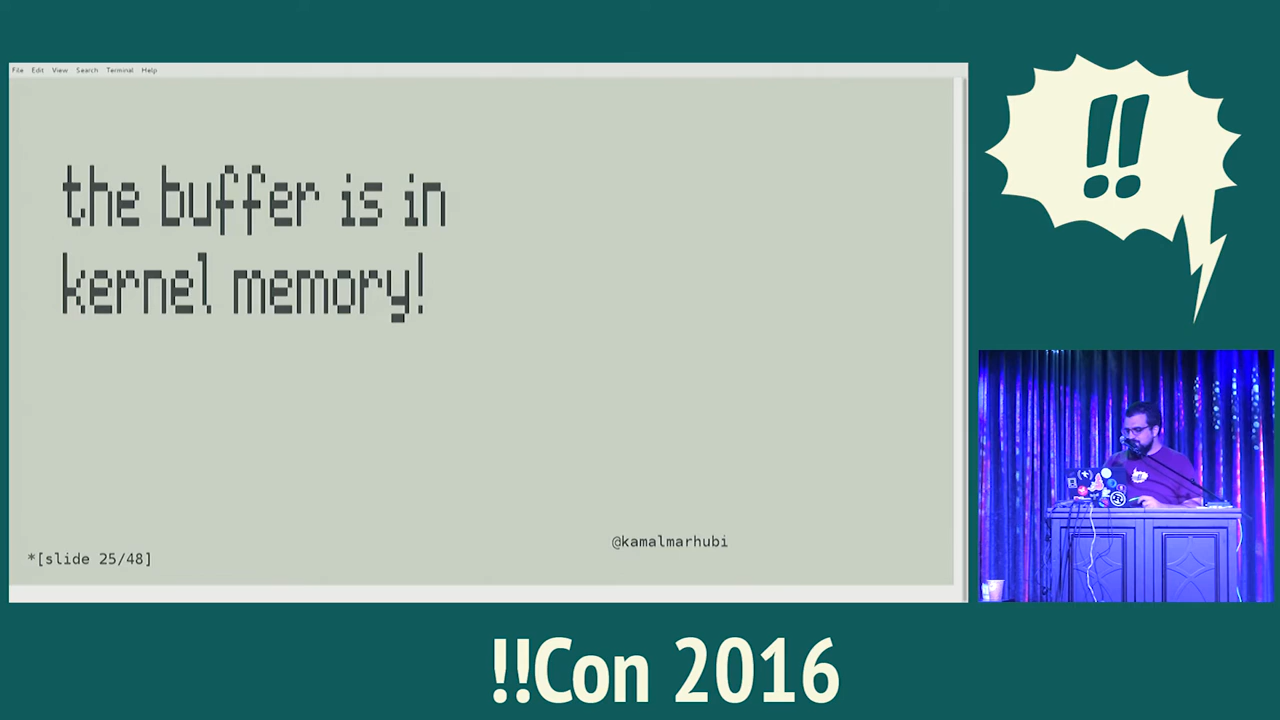 File Edit View Search Terminal Help
!!
the buffer is in
kernel memory!
@kamalmarhubi
*[slide 25/48]
!!Con 2016